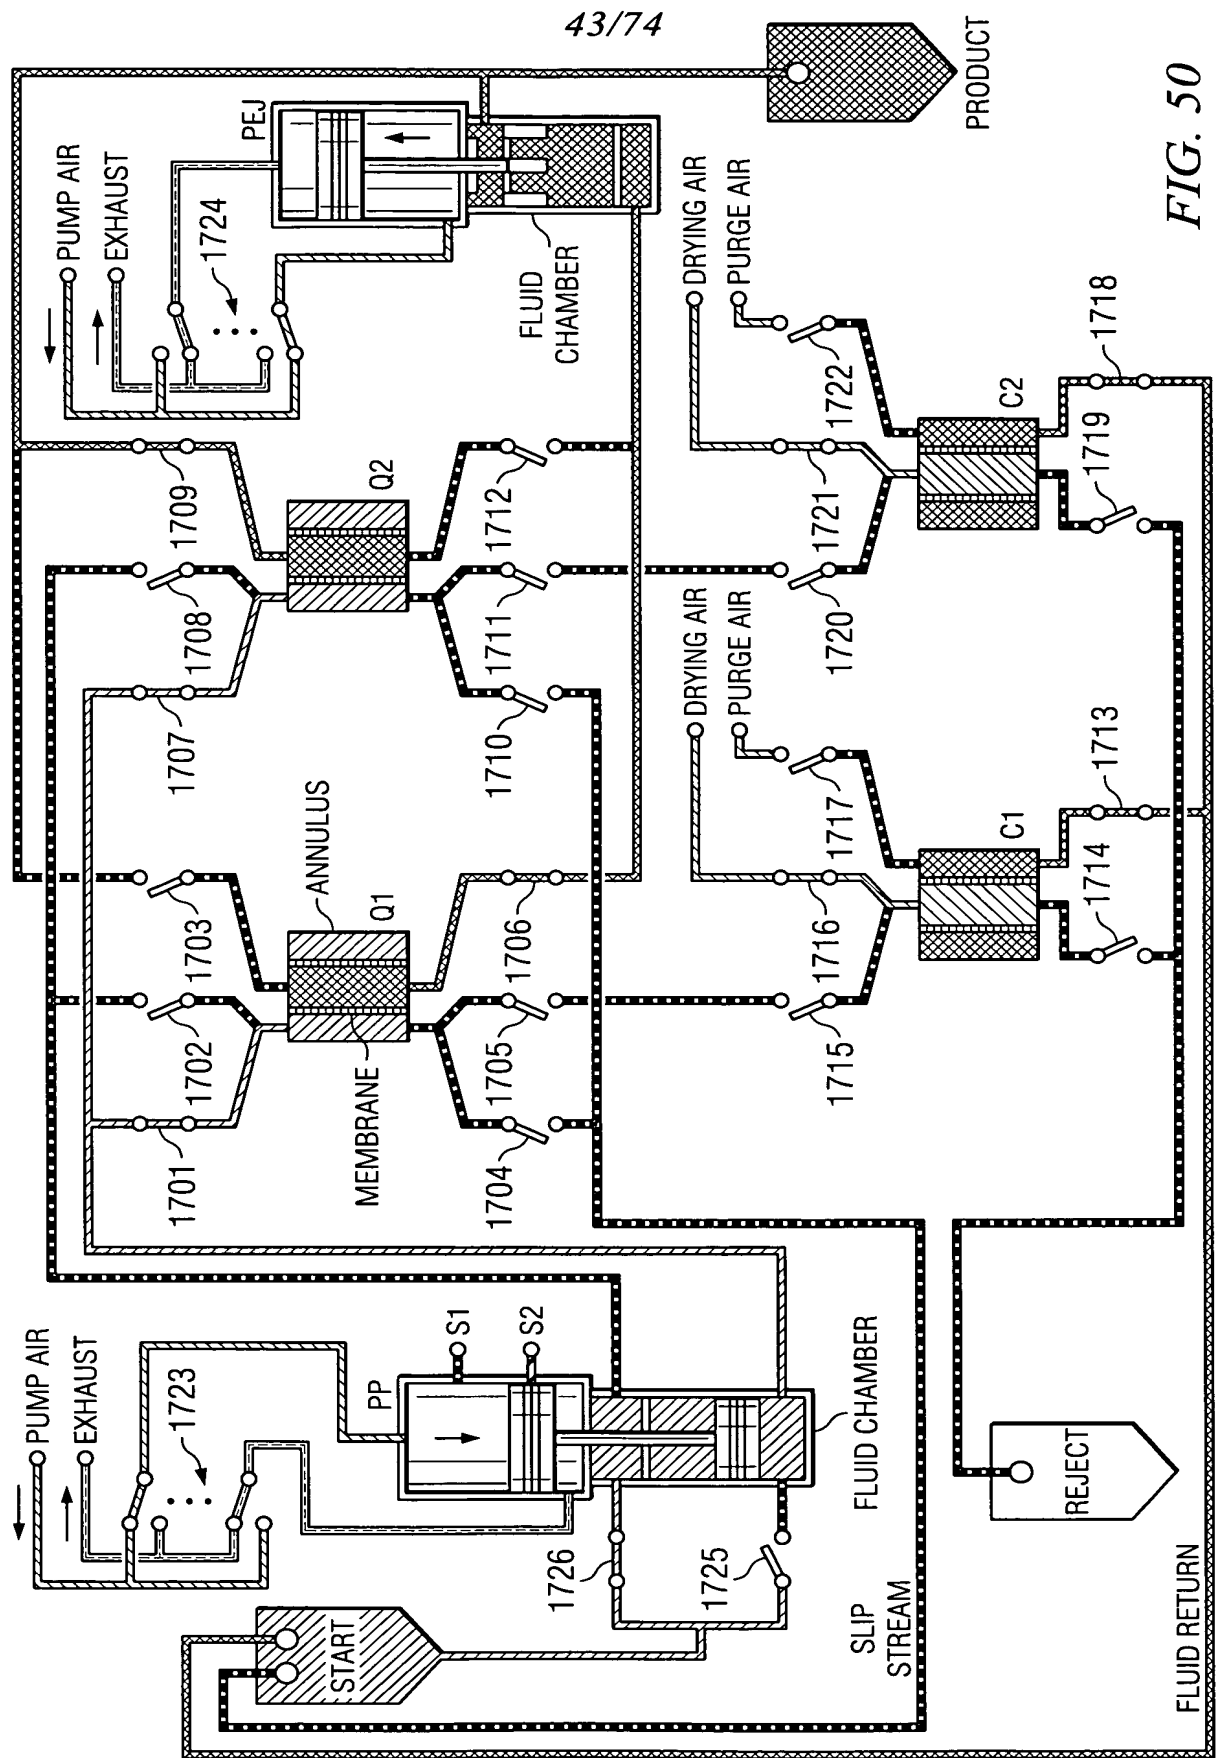 43/74
PUMP AIR
EXHAUST
1723
START
PP
S1
S2
1726
1725
FLUID CHAMBER
SLIP
STREAM
REJECT
FLUID RETURN
1701
1702
1703
MEMBRANE
ANNULUS
Q1
1704
1705
1706
1707
1708
1709
Q2
1710
1711
1712
PUMP AIR
EXHAUST
1724
PEJ
FLUID
CHAMBER
PRODUCT
DRYING AIR
PURGE AIR
1715
1716
1717
C1
1714
1713
DRYING AIR
PURGE AIR
1720
1721
1722
C2
1719
1718
FIG. 50